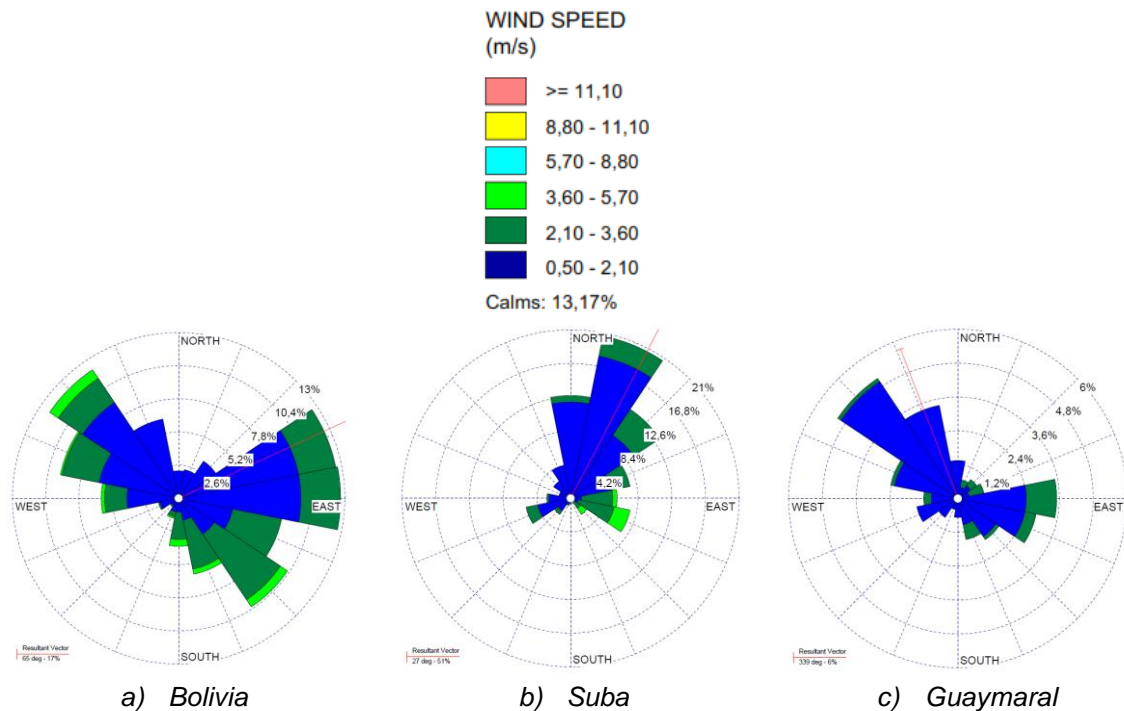 WIND SPEED
(m/s)
>= 11,10
8,80 - 11,10
5,70 - 8,80
3,60 - 5,70
2,10 - 3,60
0,50 - 2,10
Calms: 13,17%
NORTH
13%
10,4%
7,8%
5,2%
2,6%
WEST
EAST
SOUTH
Resultant Vector
65 deg - 17%
NORTH
21%
16,8%
12,6%
8,4%
4,2%
WEST
EAST
SOUTH
Resultant Vector
27 deg - 51%
NORTH
6%
4,8%
3,6%
2,4%
1,2%
WEST
EAST
SOUTH
Resultant Vector
339 deg - 6%
a) Bolivia
b) Suba
c) Guaymaral